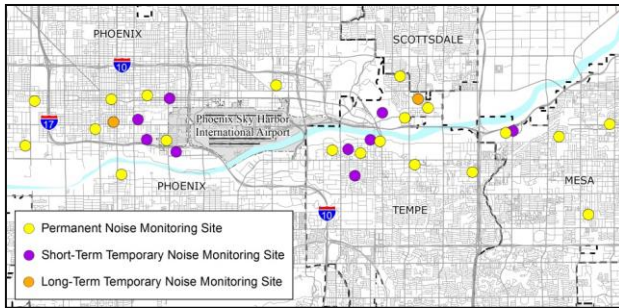 PHOENIX
SCOTTSDALE
10
17
Phoenix Sky Harbor
International Airport
PHOENIX
10
TEMPE
MESA
Permanent Noise Monitoring Site
Short-Term Temporary Noise Monitoring Site
Long-Term Temporary Noise Monitoring Site